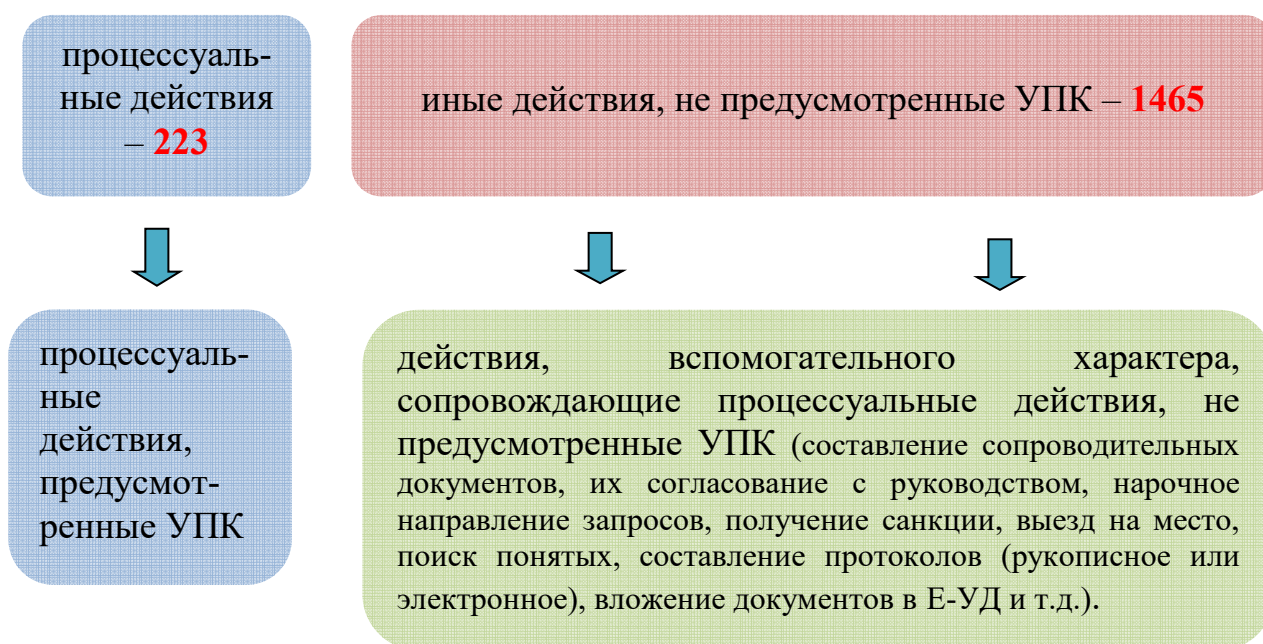 процессуаль-
ные действия
– 223
иные действия, не предусмотренные УПК – 1465
процессуаль-
ные
действия,
предусмот-
ренные УПК
действия, вспомогательного характера,
сопровождающие процессуальные действия, не
предусмотренные УПК (составление сопроводительных
документов, их согласование с руководством, нарочное
направление запросов, получение санкции, выезд на место,
поиск понятых, составление протоколов (рукописное или
электронное), вложение документов в Е-УД и т.д.).